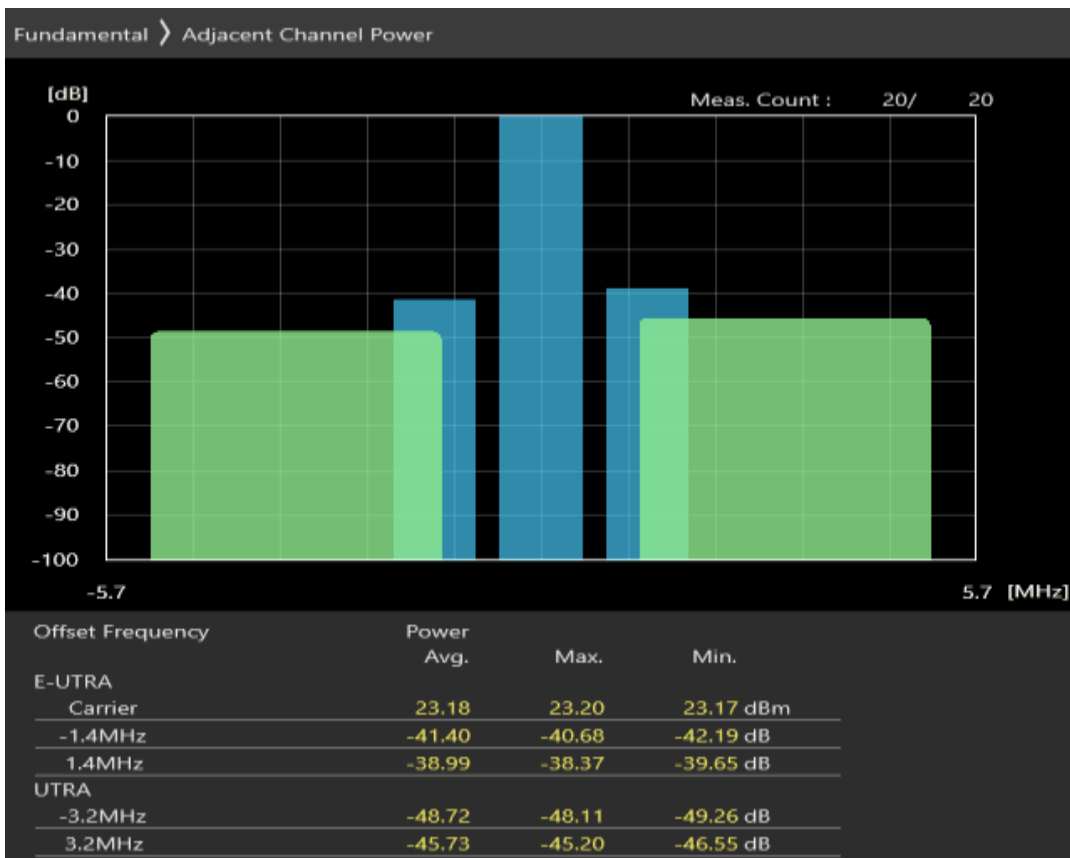 Fundamental 〉 Adjacent Channel Power
[dB]
Meas. Count : 20/ 20
0
-10
-20
-30
-40
-50
-60
-70
-80
-90
-100
-5.7 5.7 [MHz]
Offset Frequency Power
Avg. Max. Min.
E-UTRA
Carrier 23.18 23.20 23.17 dBm
-1.4MHz -41.40 -40.68 -42.19 dB
1.4MHz -38.99 -38.37 -39.65 dB
UTRA
-3.2MHz -48.72 -48.11 -49.26 dB
3.2MHz -45.73 -45.20 -46.55 dB